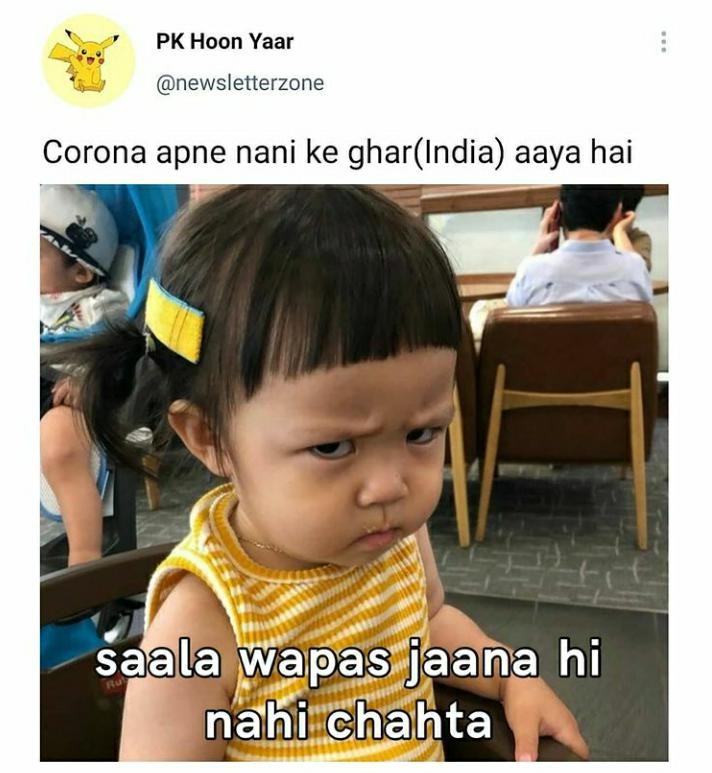 PK Hoon Yaar
@newsletterzone
Corona apne nani ke ghar(India) aaya hai
saala wapas jaana hi
nahi chahta